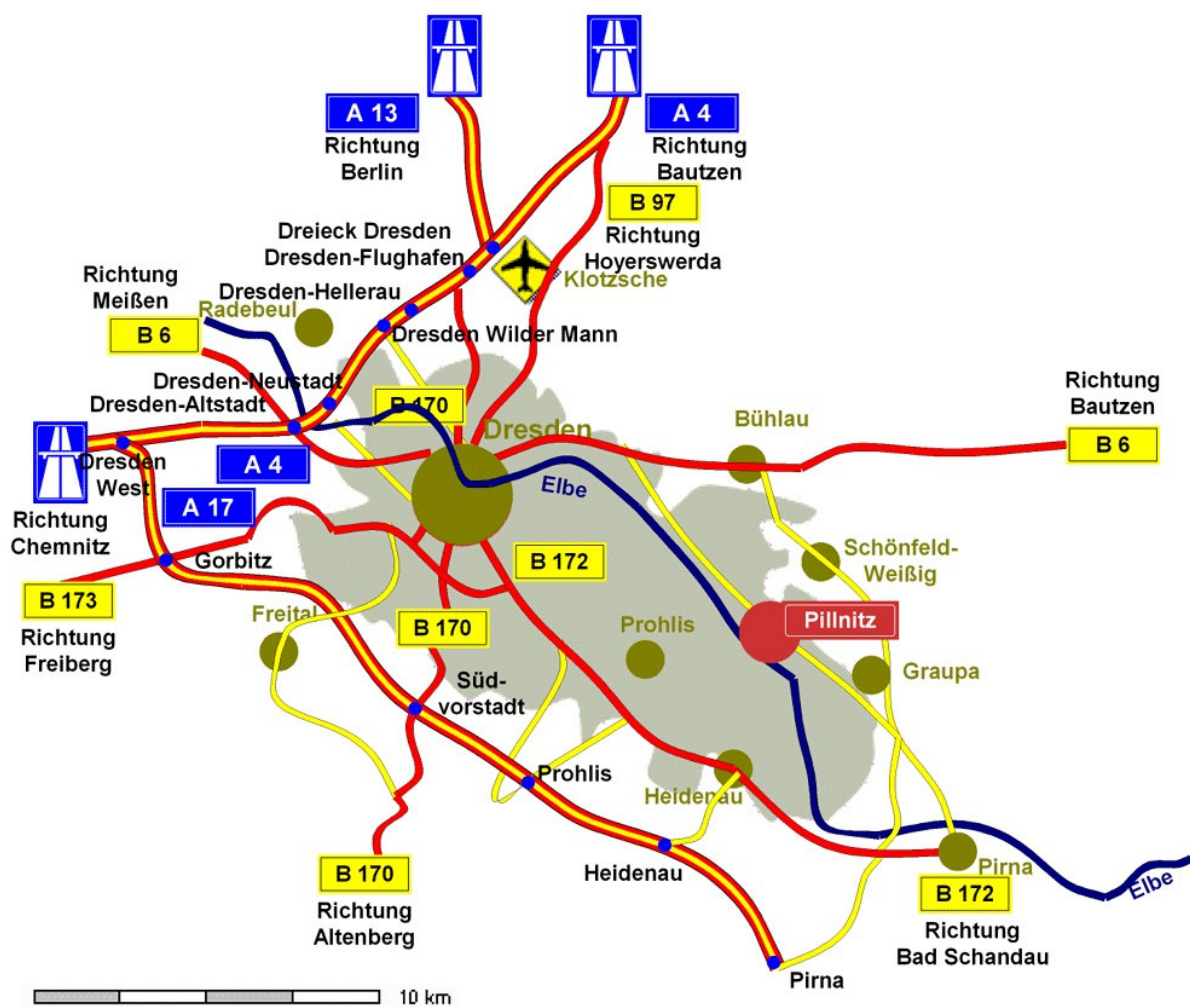 A 13
Richtung
Berlin
A 4
Richtung
Bautzen
B 97
Richtung
Hoyerswerda
Dreieck Dresden
Dresden-Flughafen
Klotzsche
Richtung
Meißen
B 6
Radebeul
Dresden-Hellerau
Dresden Wilder Mann
Dresden-Neustadt
Dresden-Altstadt
B 170
Dresden
Bühlau
Richtung
Bautzen
B 6
Dresden
West
A 4
Elbe
A 17
Richtung
Chemnitz
Gorbitz
B 172
Schönfeld-
Weißig
B 173
Richtung
Freiberg
Freital
B 170
Prohlis
Pillnitz
Graupa
Süd-
vorstadt
Prohlis
Heidenau
Heidenau
B 170
Richtung
Altenberg
Pirna
Elbe
B 172
Richtung
Bad Schandau
Pirna
10 km